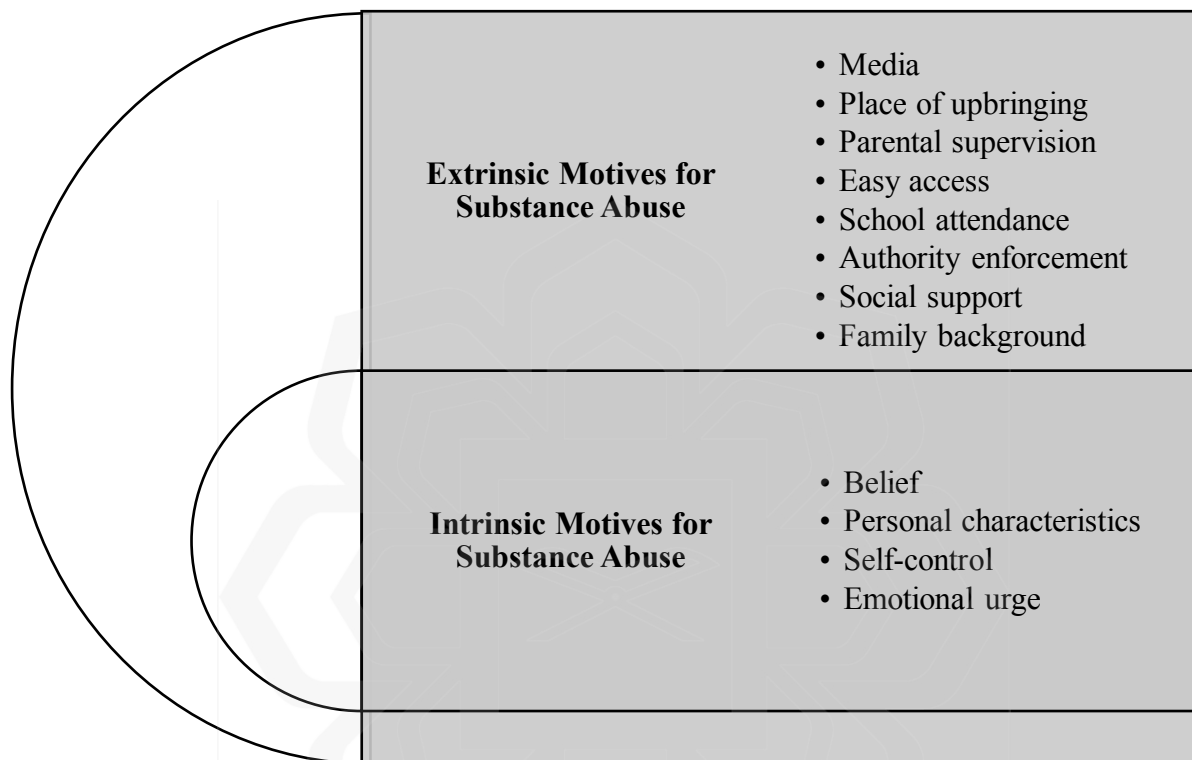 Extrinsic Motives for
Substance Abuse
• Media
• Place of upbringing
• Parental supervision
• Easy access
• School attendance
• Authority enforcement
• Social support
• Family background
Intrinsic Motives for
Substance Abuse
• Belief
• Personal characteristics
• Self-control
• Emotional urge